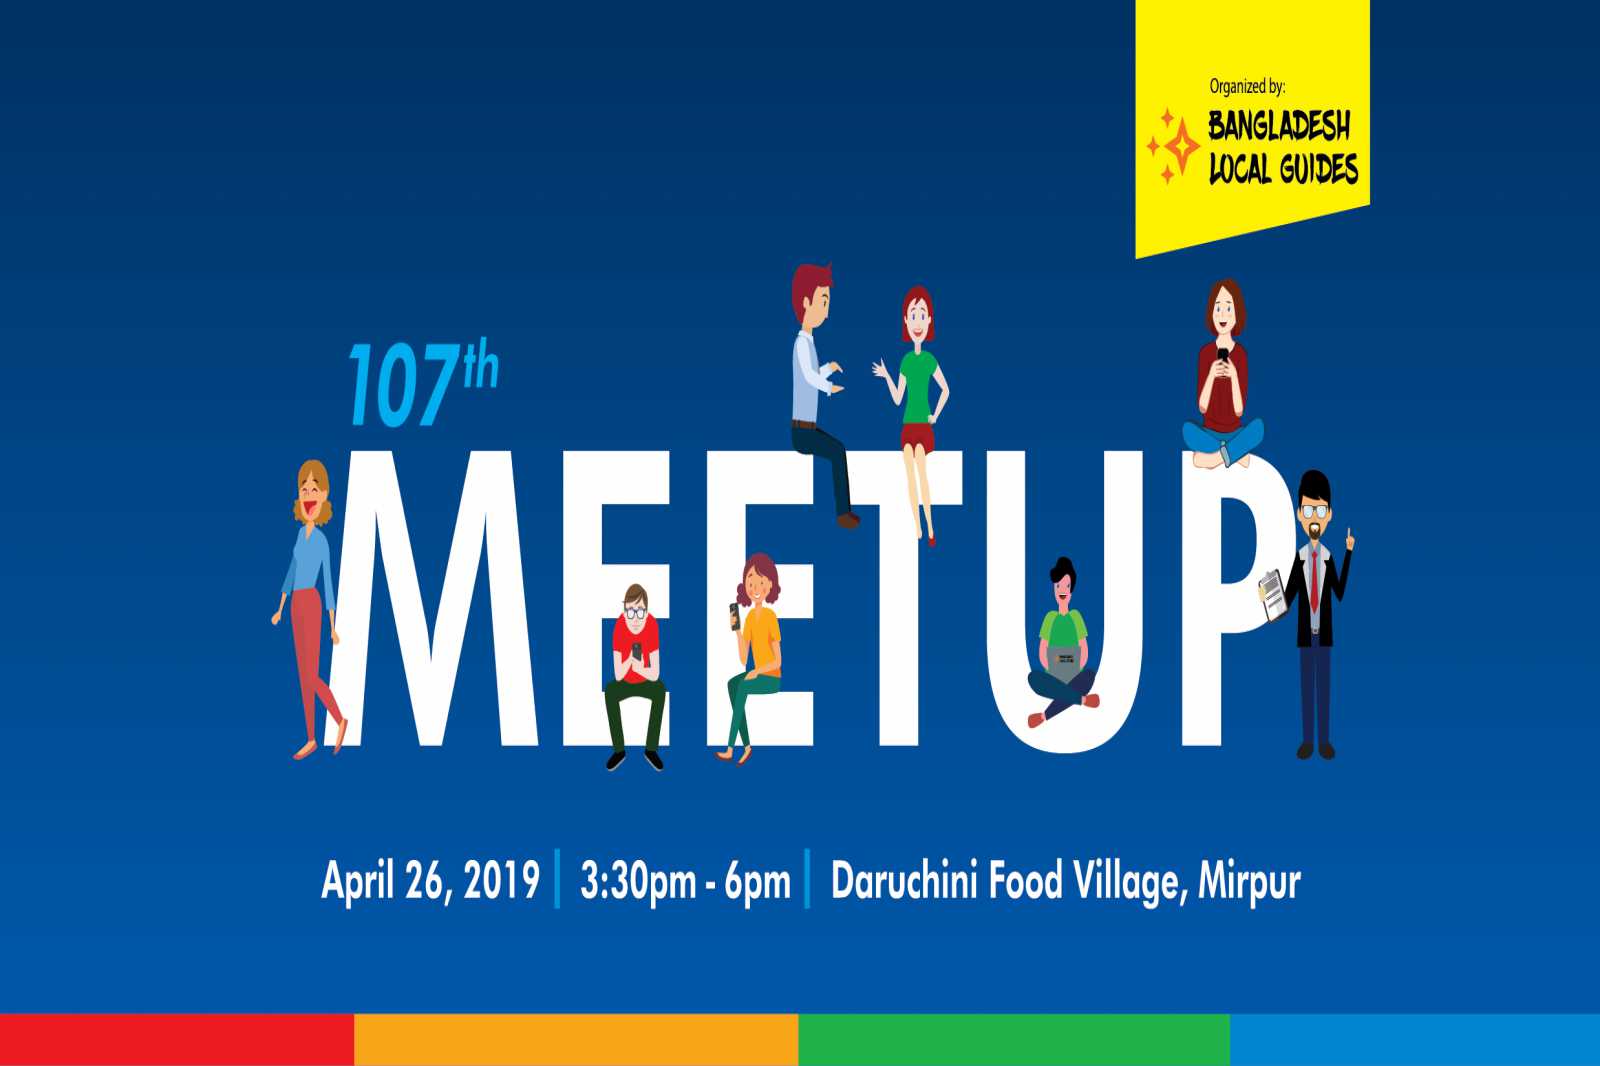 Organized by:
BANGLADESH
LOCAL GUIDES
107th
MEETUP
April 26, 2019 | 3:30pm - 6pm | Daruchini Food Village, Mirpur